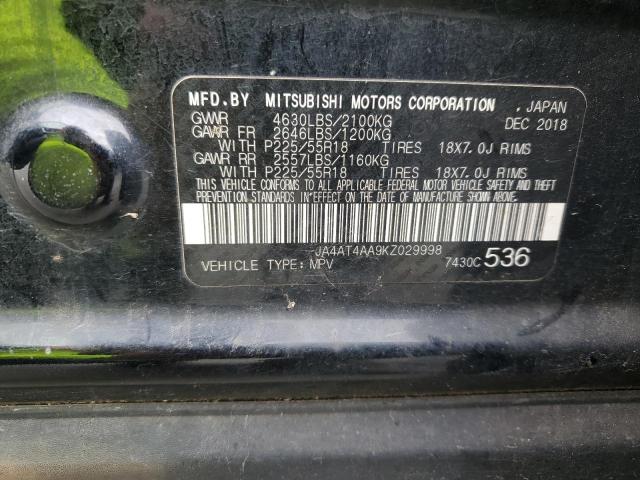 MFD.BY MITSUBISHI MOTORS CORPORATION , JAPAN
GVWR 4630LBS/2100KG DEC 2018
GAWR FR 2646LBS/1200KG
WITH P225/55R18 TIRES 18X7.0J RIMS
GAWR RR 2557LBS/1160KG
WITH P225/55R18 TIRES 18X7.0J RIMS
THIS VEHICLE CONFORMS TO ALL APPLICABLE FEDERAL MOTOR VEHICLE SAFETY AND THEFT
PREVENTION STANDARDS IN EFFECT ON THE DATE OF MANUFACTURE SHOWN ABOVE
JA4AT4AA9KZ029998
VEHICLE TYPE: MPV 7430C 536